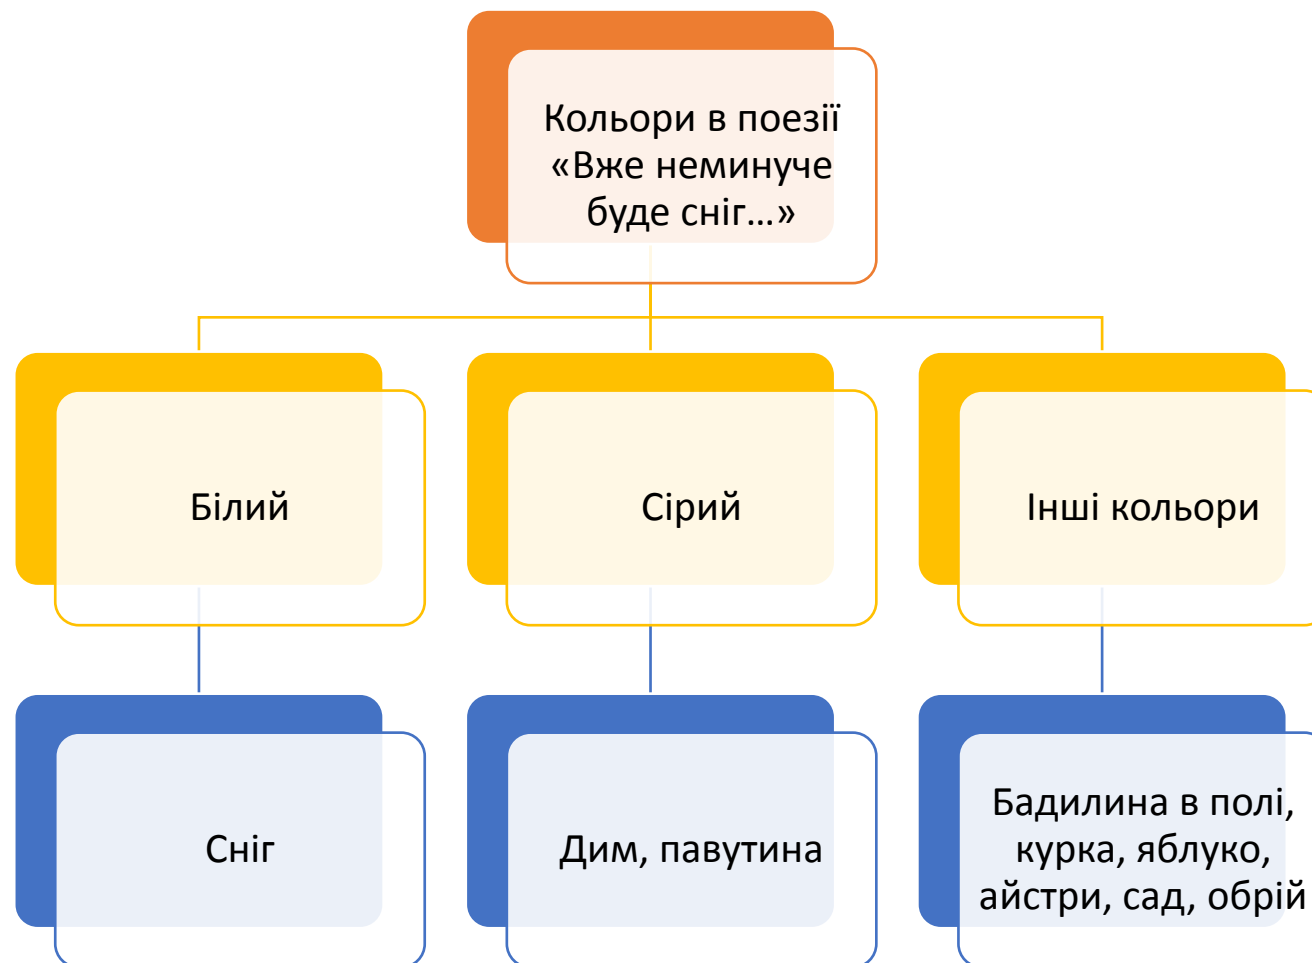 Кольори в поезії
«Вже неминуче
буде сніг…»
Білий
Сірий
Інші кольори
Сніг
Дим, павутина
Бадилина в полі,
курка, яблуко,
айстри, сад, обрій